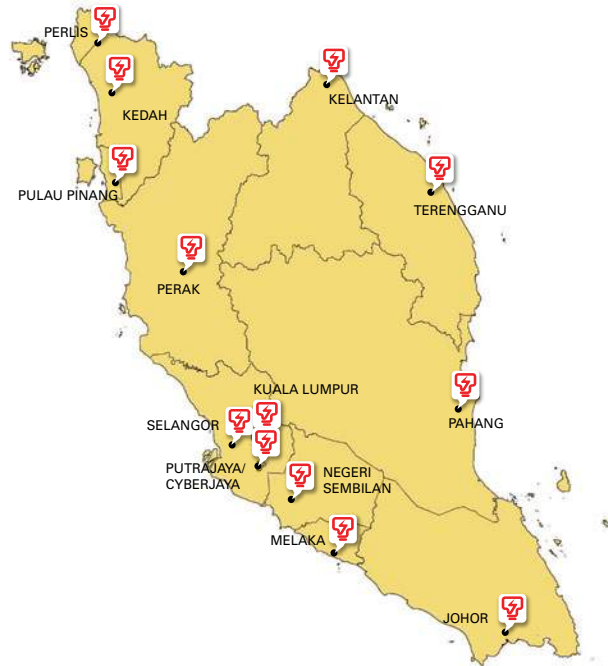 PERLIS
KEDAH
KELANTAN
PULAU PINANG
TERENGGANU
PERAK
KUALA LUMPUR
SELANGOR
PAHANG
PUTRAJAYA/
CYBERJAYA
NEGERI
SEMBILAN
MELAKA
JOHOR